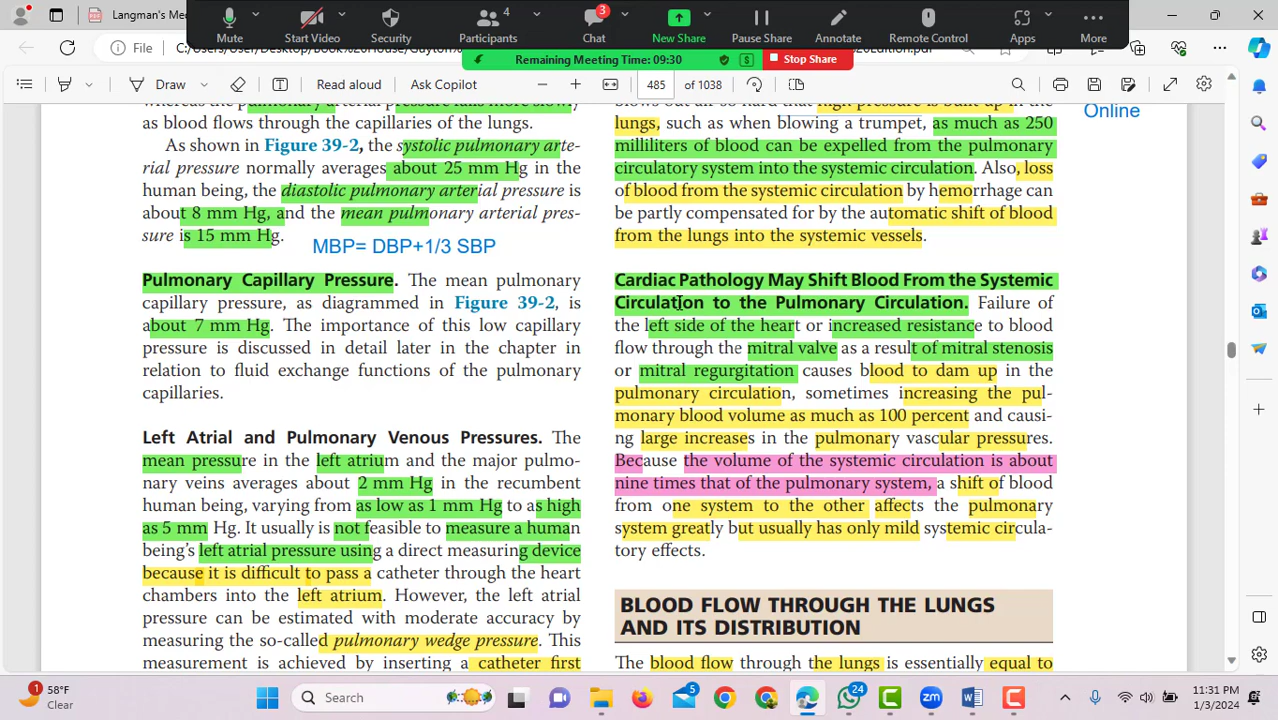 Langman's Me
4
3
Mute
Start Video
Security
Participants
Chat
New Share
Pause Share
Annotate
Remote Control
Apps
More
Remaining Meeting Time: 09:30
$
Stop Share
File
Draw
Read aloud
Ask Copilot
485
of 1038
Online
as blood flows through the capillaries of the lungs.
As shown in Figure 39-2, the systolic pulmonary arte-
rial pressure normally averages about 25 mm Hg in the
human being, the diastolic pulmonary arterial pressure is
about 8 mm Hg, and the mean pulmonary arterial pres-
sure is 15 mm Hg.
MBP= DBP+1/3 SBP
Pulmonary Capillary Pressure. The mean pulmonary
capillary pressure, as diagrammed in Figure 39-2, is
about 7 mm Hg. The importance of this low capillary
pressure is discussed in detail later in the chapter in
relation to fluid exchange functions of the pulmonary
capillaries.
Left Atrial and Pulmonary Venous Pressures. The
mean pressure in the left atrium and the major pulmo-
nary veins averages about 2 mm Hg in the recumbent
human being, varying from as low as 1 mm Hg to as high
as 5 mm Hg. It usually is not feasible to measure a human
being's left atrial pressure using a direct measuring device
because it is difficult to pass a catheter through the heart
chambers into the left atrium. However, the left atrial
pressure can be estimated with moderate accuracy by
measuring the so-called pulmonary wedge pressure. This
measurement is achieved by inserting a catheter first
lungs, such as when blowing a trumpet, as much as 250
milliliters of blood can be expelled from the pulmonary
circulatory system into the systemic circulation. Also, loss
of blood from the systemic circulation by hemorrhage can
be partly compensated for by the automatic shift of blood
from the lungs into the systemic vessels.
Cardiac Pathology May Shift Blood From the Systemic
Circulation to the Pulmonary Circulation. Failure of
the left side of the heart or increased resistance to blood
flow through the mitral valve as a result of mitral stenosis
or mitral regurgitation causes blood to dam up in the
pulmonary circulation, sometimes increasing the pul-
monary blood volume as much as 100 percent and causi-
ng large increases in the pulmonary vascular pressures.
Because the volume of the systemic circulation is about
nine times that of the pulmonary system, a shift of blood
from one system to the other affects the pulmonary
system greatly but usually has only mild systemic circula-
tory effects.
BLOOD FLOW THROUGH THE LUNGS
AND ITS DISTRIBUTION
The blood flow through the lungs is essentially equal to
1
58°F
Clear
Search
5
24
zm
11:31 PM
1/3/2024